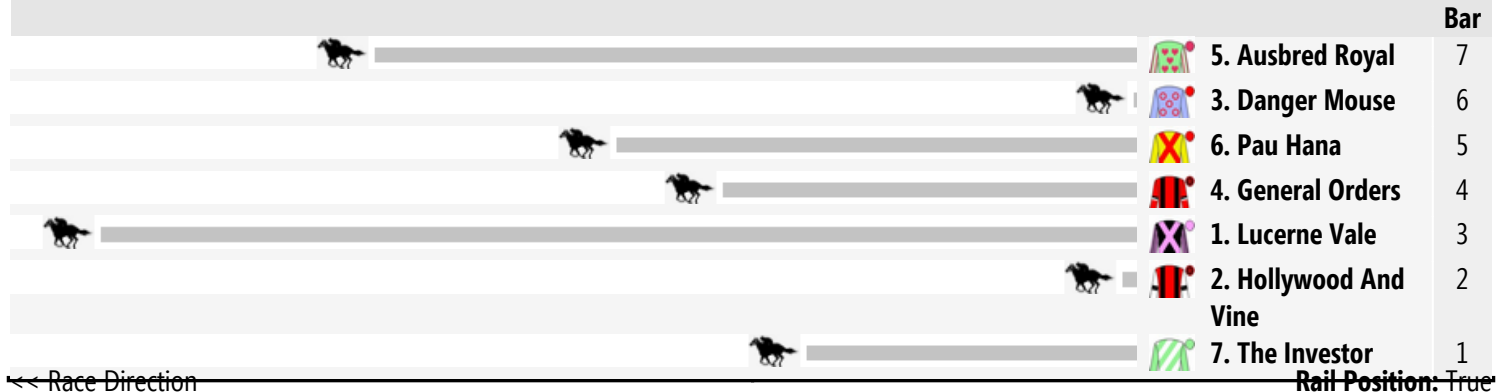 Bar
5. Ausbred Royal 7
3. Danger Mouse 6
6. Pau Hana 5
4. General Orders 4
1. Lucerne Vale 3
2. Hollywood And 2
Vine
7. The Investor 1
<< Race Direction Rail Position: True